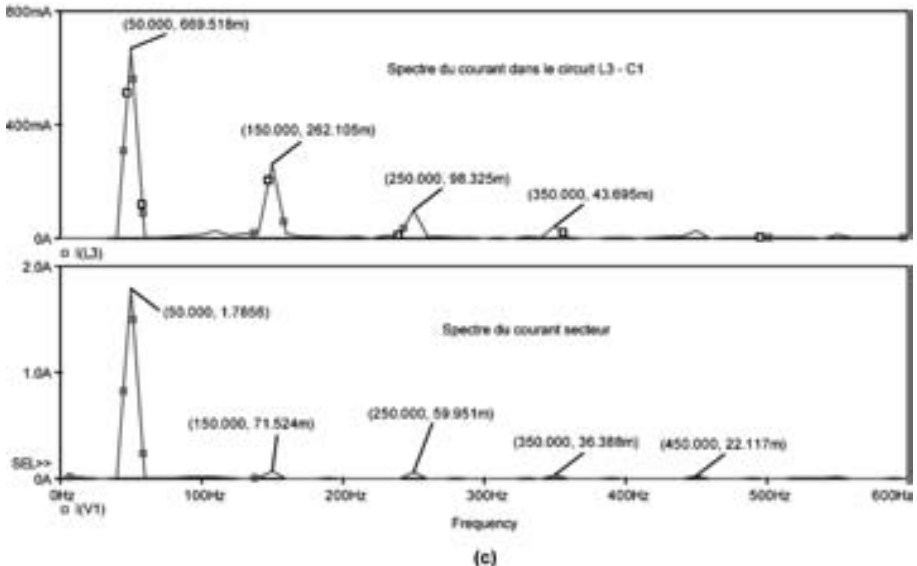 800mA
(50.000, 669.518m)
Spectre du courant dans le circuit L3 - C1
400mA
(150.000, 262.105m)
(250.000, 98.325m)
(350.000, 43.695m)
0A
I(L3)
2.0A
(50.000, 1.7856)
Spectre du courant secteur
1.0A
(150.000, 71.524m)
(250.000, 59.951m)
(350.000, 36.388m)
(450.000, 22.117m)
SEL>>
0A
0Hz
100Hz
200Hz
300Hz
400Hz
500Hz
600Hz
I(V1)
Frequency
(c)